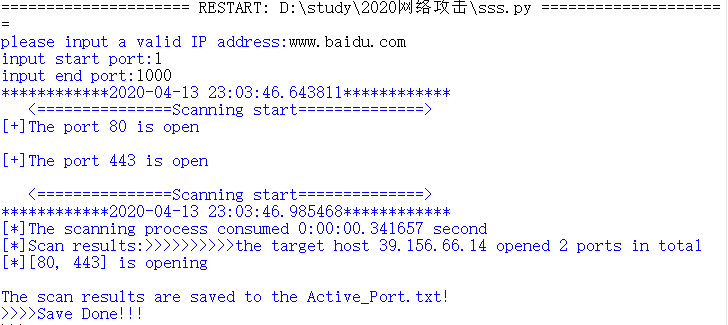 ===================== RESTART: D:\study\2020网络攻击\sss.py ====================
=
please input a valid IP address:www.baidu.com
input start port:1
input end port:1000
************2020-04-13 23:03:46.643811************
<===============Scanning start==============>
[+]The port 80 is open
[+]The port 443 is open
<===============Scanning start==============>
************2020-04-13 23:03:46.985468************
[*]The scanning process consumed 0:00:00.341657 second
[*]Scan results:>>>>>>>>>>the target host 39.156.66.14 opened 2 ports in total
[*][80, 443] is opening
The scan results are saved to the Active_Port.txt!
>>>>Save Done!!!